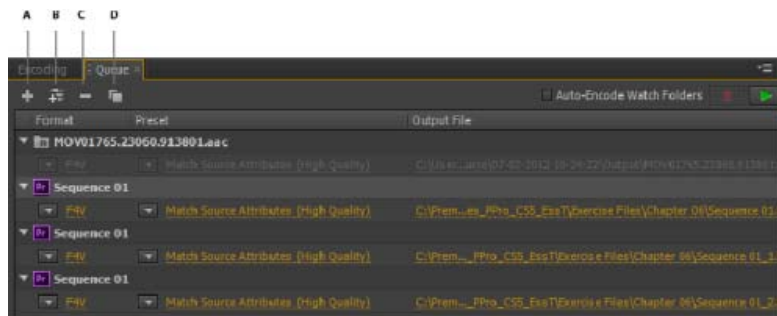 A B C D
Encoding Queue ×
Auto-Encode Watch Folders
Format Preset Output File
MOV01765.23060.913801.aac
F4V Match Source Attributes (High Quality)
Pr Sequence 01
F4V Match Source Attributes (High Quality) C:\Prem...es_PPro_CS5_EssT\Exercise Files\Chapter 06\Sequence 01
Pr Sequence 01
F4V Match Source Attributes (High Quality) C:\Prem..._PPro_CS5_EssT\Exercise Files\Chapter 06\Sequence 01_1
Pr Sequence 01
F4V Match Source Attributes (High Quality) C:\Prem..._PPro_CS5_EssT\Exercise Files\Chapter 06\Sequence 01_2